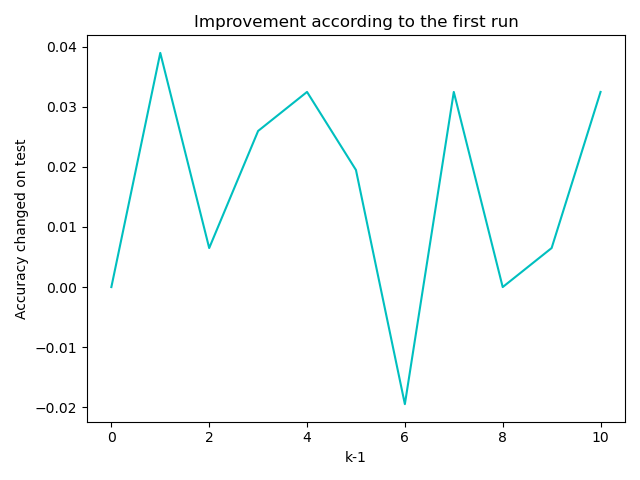 Improvement according to the first run
Accuracy changed on test
0.04
0.03
0.02
0.01
0.00
−0.01
−0.02
0 2 4 6 8 10
k-1